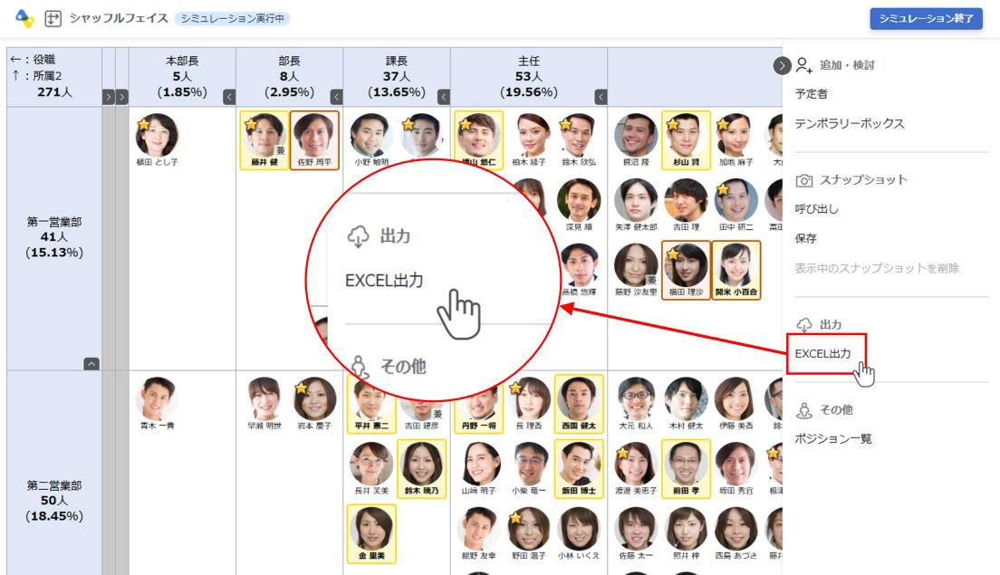 シャッフルフェイス シミュレーション実行中 シミュレーション終了
←：役職
↑：所属2
271人
本部長
5人
(1.85%)
部長
8人
(2.95%)
課長
37人
(13.65%)
主任
53人
(19.56%)
第一営業部
41人
(15.13%)
植田 とし子
藤井 健
兼
佐野 周平
小野 敏明
横山 悠仁
柏木 綾子
鈴木 欣弘
梶沼 隆
杉山 賢
加地 麻子
深見 順
矢澤 健太郎
吉田 理
田中 研二
高橋 悠輝
藤野 沙友里
兼
福田 理沙
開米 小百合
第二営業部
50人
(18.45%)
青木 一貴
早瀬 明世
岩本 慶子
平井 憲二
吉田 建彦
兼
丹野 一将
長 理香
西園 健太
大元 和人
木村 健太
伊藤 美香
長井 芙美
鈴木 暁乃
山﨑 明子
小柴 竜一
飯田 博士
渡邊 美恵子
前田 孝
坂田 秀宜
金 里美
舘野 友幸
野田 温子
小林 いくえ
佐藤 太一
照井 梓
西島 あづさ
出力
EXCEL出力
その他
追加・検討
予定者
テンポラリーボックス
スナップショット
呼び出し
保存
表示中のスナップショットを削除
出力
EXCEL出力
その他
ポジション一覧